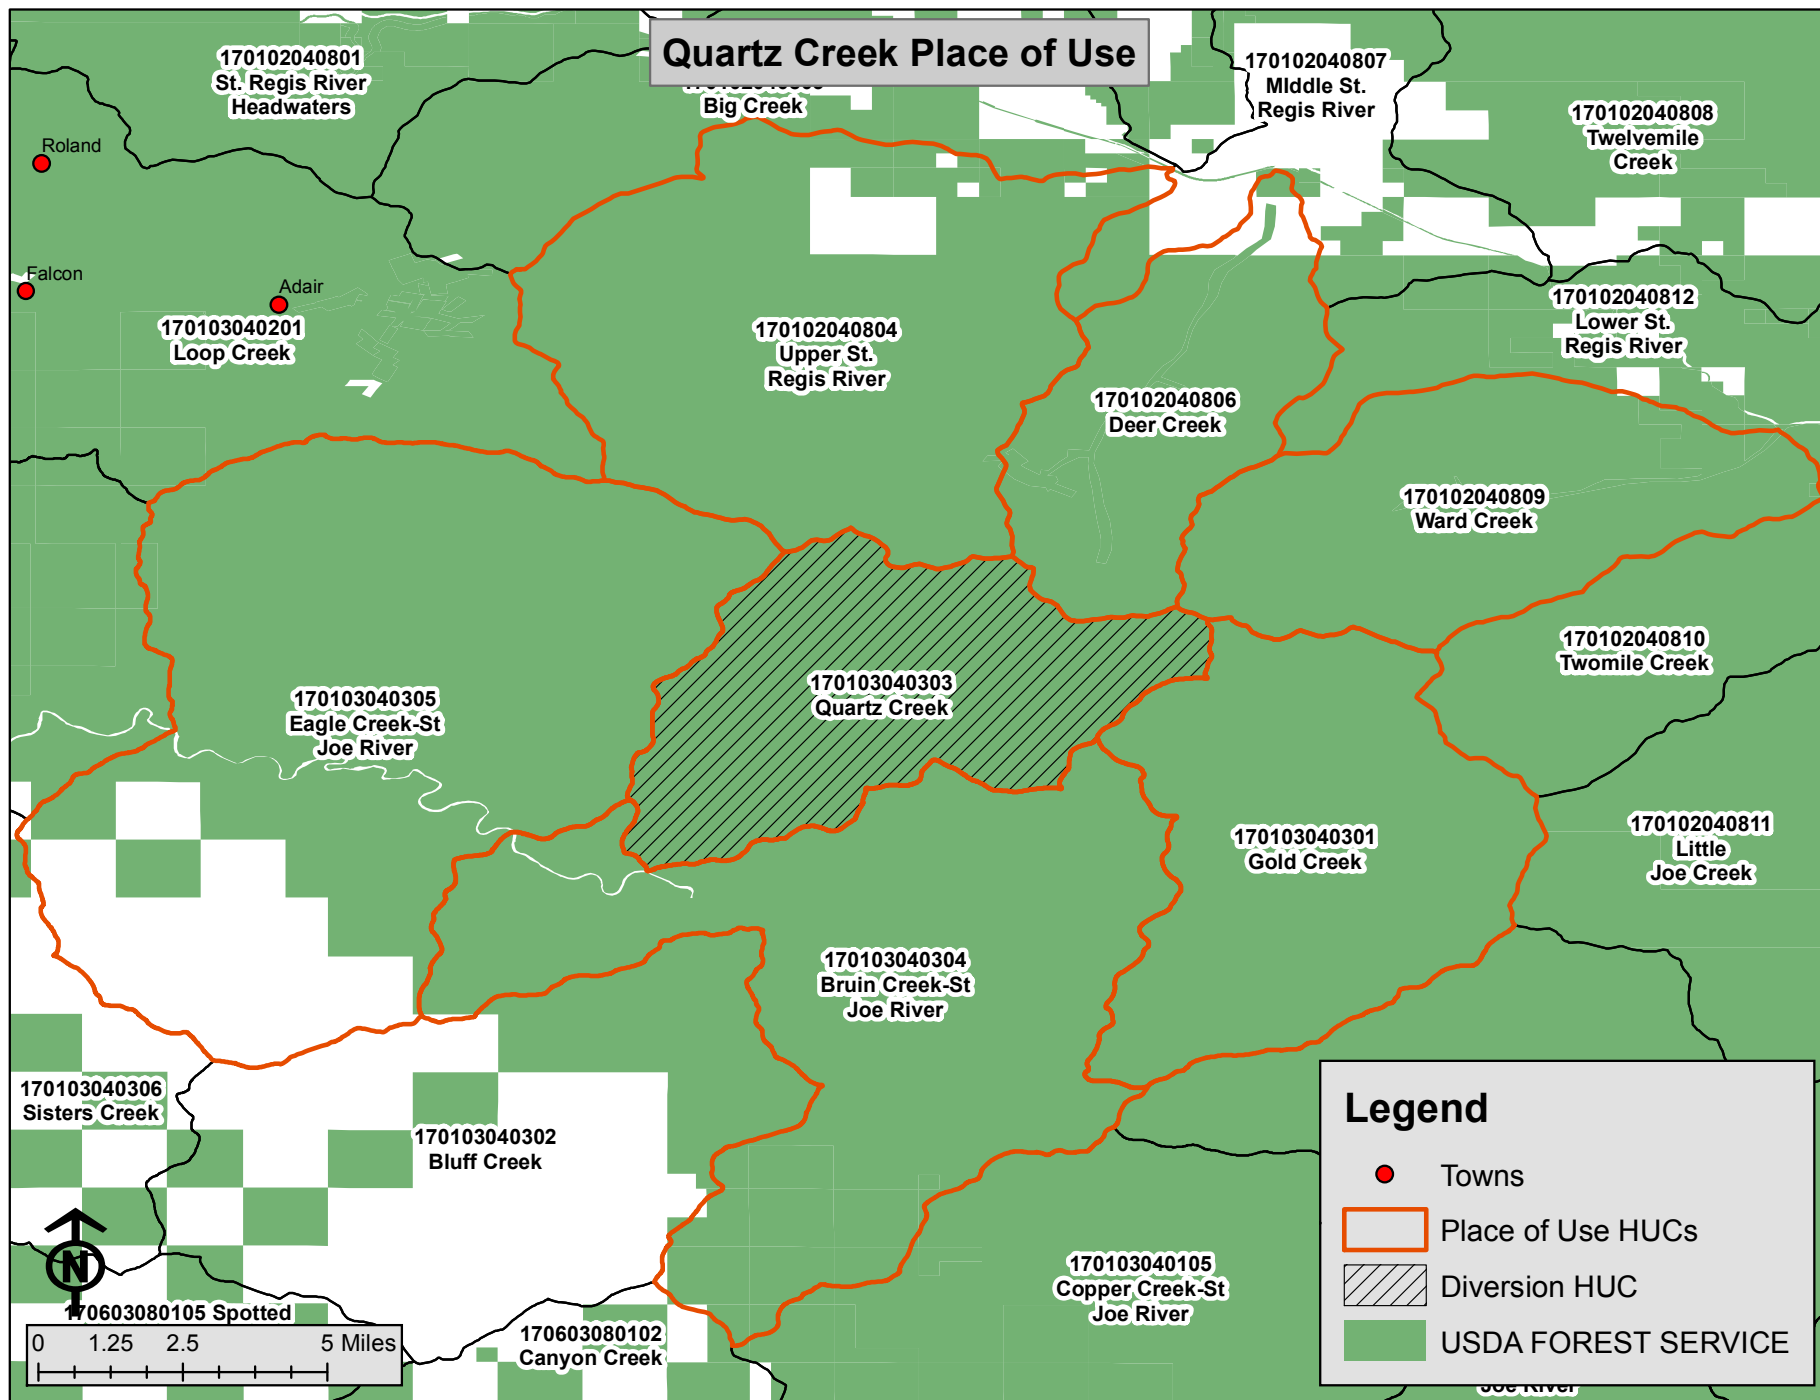 Quartz Creek Place of Use
170102040801
St. Regis River
Headwaters
Big Creek
170102040807
MIddle St.
Regis River
170102040808
Twelvemile
Creek
Roland
Falcon
Adair
170103040201
Loop Creek
170102040804
Upper St.
Regis River
170102040812
Lower St.
Regis River
170102040806
Deer Creek
170102040809
Ward Creek
170102040810
Twomile Creek
170103040303
Quartz Creek
170103040305
Eagle Creek-St
Joe River
170103040301
Gold Creek
170102040811
Little
Joe Creek
170103040304
Bruin Creek-St
Joe River
170103040306
Sisters Creek
170103040302
Bluff Creek
170103040105
Copper Creek-St
Joe River
170603080105 Spotted
170603080102
Canyon Creek
N
0 1.25 2.5 5 Miles
Legend
Towns
Place of Use HUCs
Diversion HUC
USDA FOREST SERVICE
Joe River